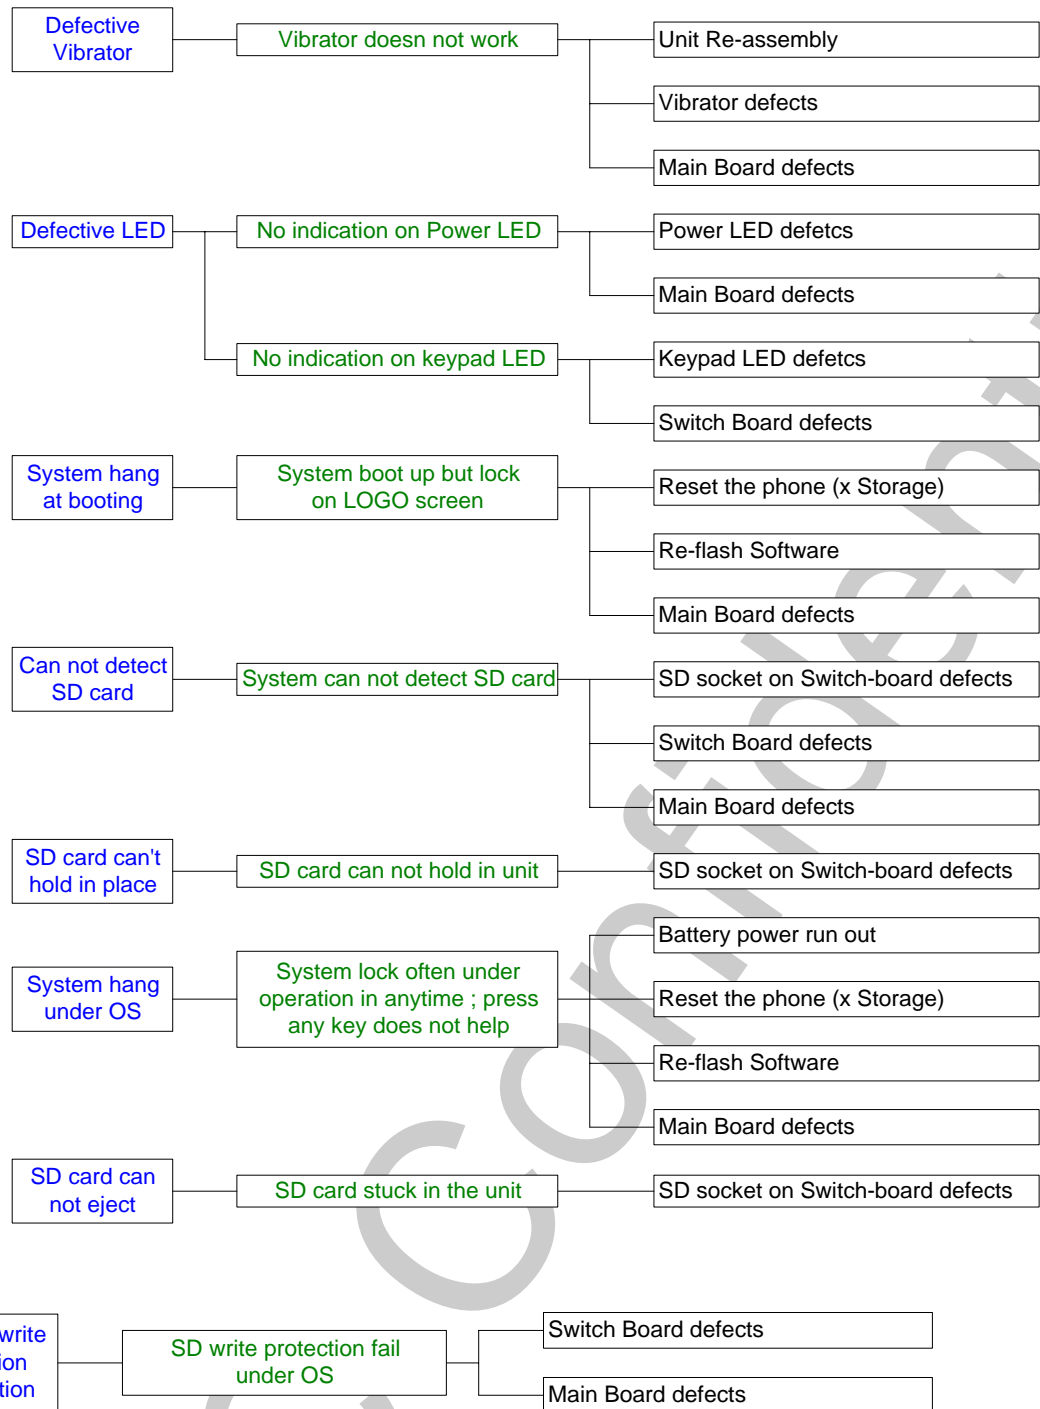 Defective
Vibrator
Vibrator doesn not work
Unit Re-assembly
Vibrator defects
Main Board defects
Defective LED
No indication on Power LED
Power LED defetcs
Main Board defects
No indication on keypad LED
Keypad LED defetcs
Switch Board defects
System hang
at booting
System boot up but lock
on LOGO screen
Reset the phone (x Storage)
Re-flash Software
Main Board defects
Can not detect
SD card
System can not detect SD card
SD socket on Switch-board defects
Switch Board defects
Main Board defects
SD card can't
hold in place
SD card can not hold in unit
SD socket on Switch-board defects
System hang
under OS
System lock often under
operation in anytime ; press
any key does not help
Battery power run out
Reset the phone (x Storage)
Re-flash Software
Main Board defects
SD card can
not eject
SD card stuck in the unit
SD socket on Switch-board defects
write
SD write protection fail
under OS
Switch Board defects
Main Board defects
Confident